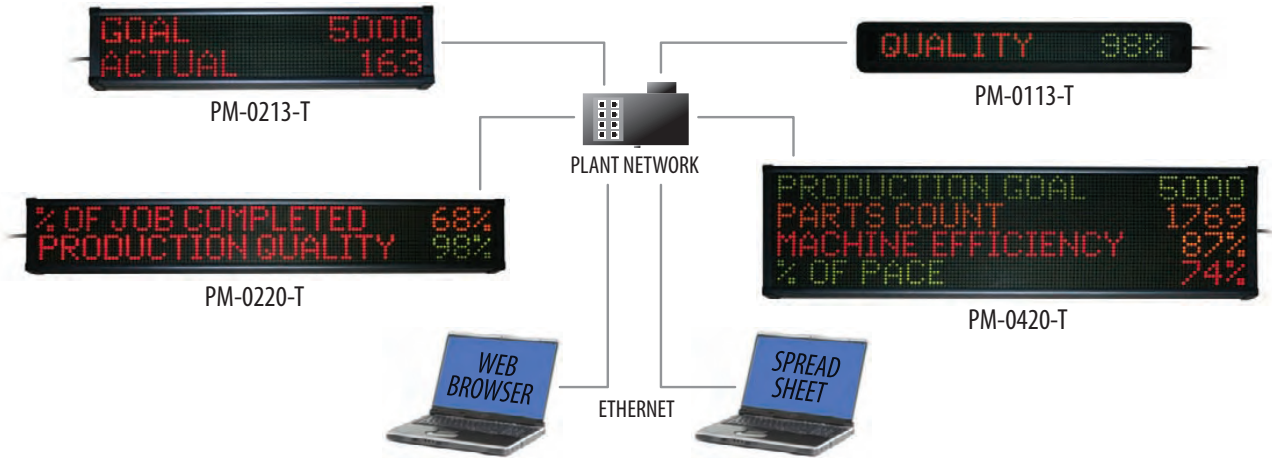 GOAL 5000
ACTUAL 163
PM-0213-T
QUALITY 98%
PM-0113-T
PLANT NETWORK
% OF JOB COMPLETED 68%
PRODUCTION QUALITY 98%
PM-0220-T
PRODUCTION GOAL 5000
PARTS COUNT 1769
MACHINE EFFICIENCY 87%
% OF PACE 74%
PM-0420-T
WEB
BROWSER
ETHERNET
SPREAD
SHEET